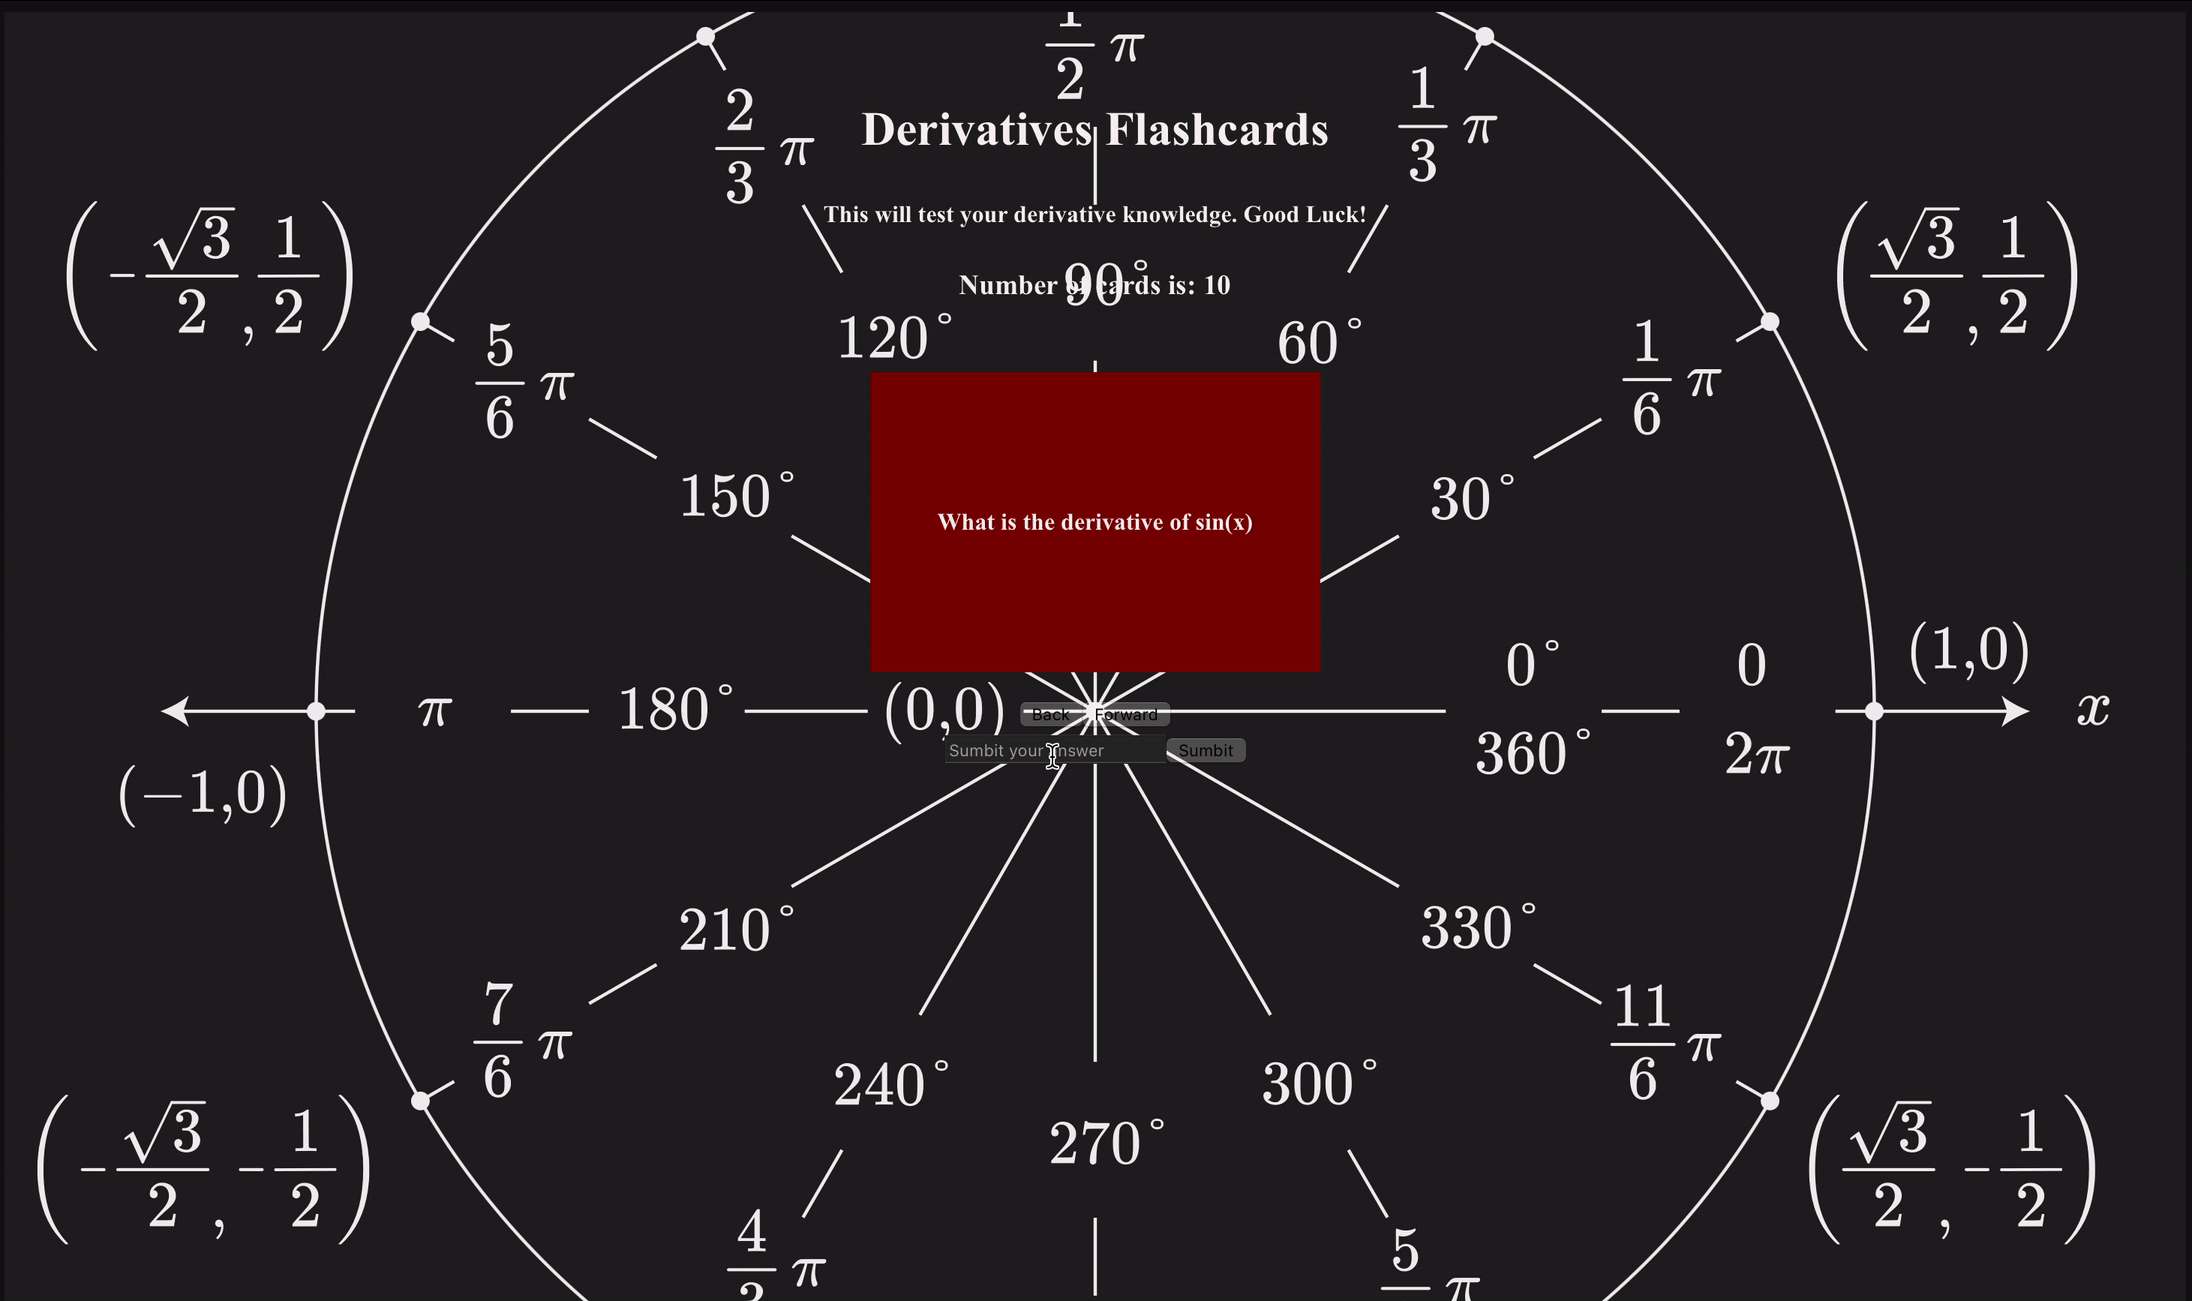 1/2 π
2/3 π
1/3 π
Derivatives Flashcards
This will test your derivative knowledge. Good Luck!
(-√3/2, 1/2)
(√3/2, 1/2)
90°
Number of cards is: 10
120°
60°
5/6 π
1/6 π
150°
30°
What is the derivative of sin(x)
0°
0
(1,0)
π
180°
(0,0)
Back
Forward
x
Sumbit your answer
Sumbit
360°
2π
(−1,0)
210°
330°
7/6 π
11/6 π
240°
300°
270°
(-√3/2, -1/2)
(√3/2, -1/2)
4/3 π
5
π